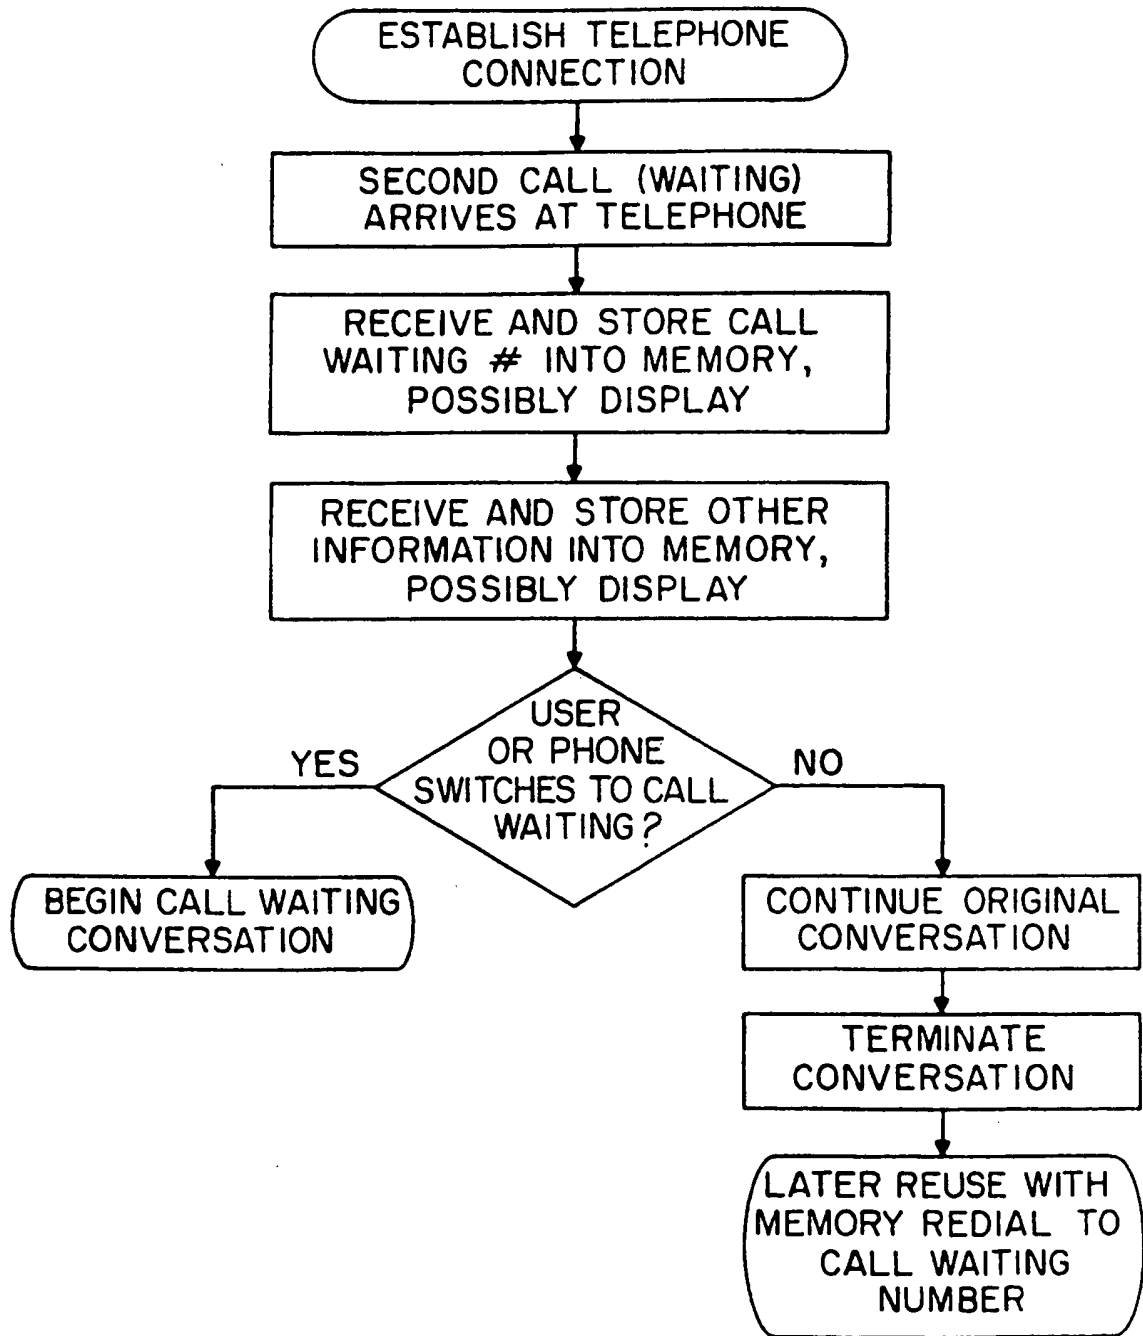 ESTABLISH TELEPHONE
CONNECTION
SECOND CALL (WAITING)
ARRIVES AT TELEPHONE
RECEIVE AND STORE CALL
WAITING # INTO MEMORY,
POSSIBLY DISPLAY
RECEIVE AND STORE OTHER
INFORMATION INTO MEMORY,
POSSIBLY DISPLAY
USER
OR PHONE
SWITCHES TO CALL
WAITING?
YES
NO
BEGIN CALL WAITING
CONVERSATION
CONTINUE ORIGINAL
CONVERSATION
TERMINATE
CONVERSATION
LATER REUSE WITH
MEMORY REDIAL TO
CALL WAITING
NUMBER